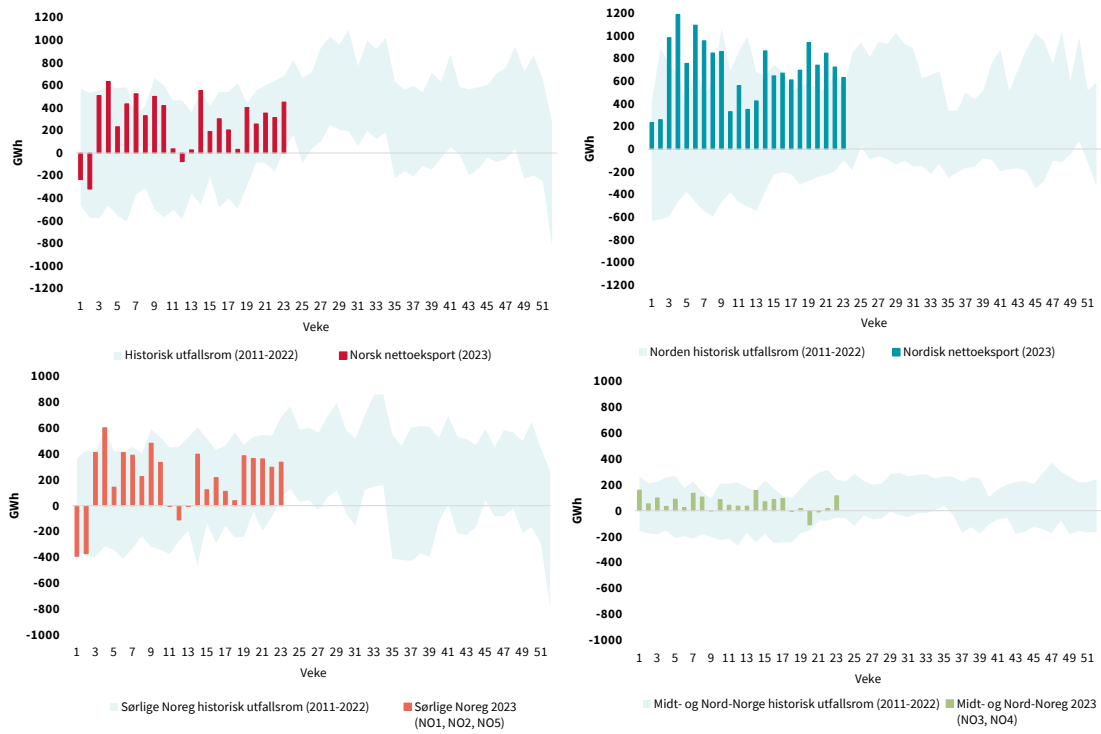 1200
1000
800
600
400
200
0
-200
-400
-600
-800
-1000
-1200
GWh
1 3 5 7 9 11 13 15 17 19 21 23 25 27 29 31 33 35 37 39 41 43 45 47 49 51
Veke
Historisk utfallsrom (2011-2022) Norsk nettoeksport (2023)
1200
1000
800
600
400
200
0
-200
-400
-600
-800
-1000
-1200
GWh
1 3 5 7 9 11 13 15 17 19 21 23 25 27 29 31 33 35 37 39 41 43 45 47 49 51
Veke
Norden historisk utfallsrom (2011-2022) Nordisk nettoeksport (2023)
1000
800
600
400
200
0
-200
-400
-600
-800
-1000
GWh
1 3 5 7 9 11 13 15 17 19 21 23 25 27 29 31 33 35 37 39 41 43 45 47 49 51
Veke
Sørlige Noreg historisk utfallsrom (2011-2022) Sørlige Noreg 2023
(NO1, NO2, NO5)
1000
800
600
400
200
0
-200
-400
-600
-800
-1000
GWh
1 3 5 7 9 11 13 15 17 19 21 23 25 27 29 31 33 35 37 39 41 43 45 47 49 51
Veke
Midt- og Nord-Norge historisk utfallsrom (2011-2022) Midt- og Nord-Noreg 2023
(NO3, NO4)